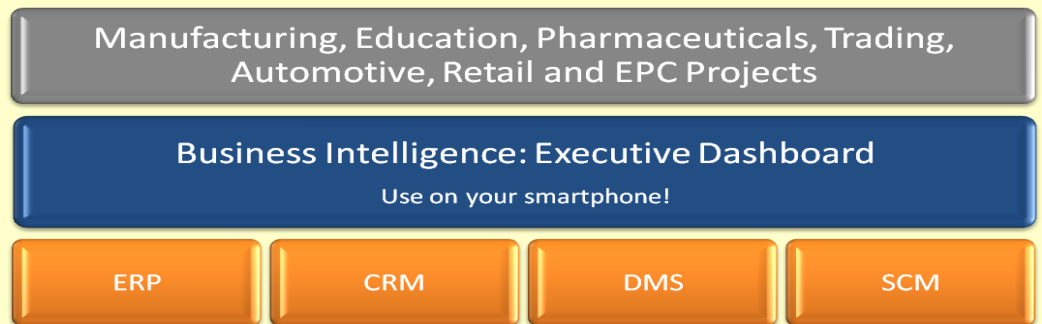 Manufacturing, Education, Pharmaceuticals, Trading,
Automotive, Retail and EPC Projects
Business Intelligence: Executive Dashboard
Use on your smartphone!
ERP
CRM
DMS
SCM